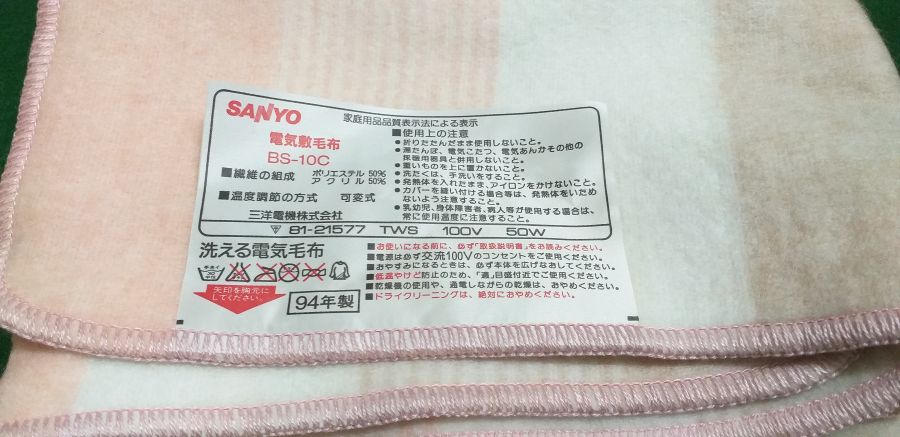 SANYO
家庭用品品質表示法による表示
電気敷毛布
BS-10C
■繊維の組成 ポリエステル 50%
アクリル 50%
■温度調節の方式 可変式
三洋電機株式会社
■使用上の注意
●折りたたんだまま使用しないこと。
●湯たんぽ、電気こたつ、電気あんかその他の
採暖用器具と併用しないこと。
●重いものを上に置かないこと。
●洗たくは、手洗いをすること。
●発熱体を入れたまま、アイロンをかけないこと。
●カバーを縫い付ける場合等は、発熱体をいため
ないよう注意すること。
●乳幼児、身体障害者、病人等が使用する場合は、
常に使用温度に注意すること。
81-21577 TWS 100V 50W
洗える電気毛布
矢印を胸元に
してください。
94年製
■お使いになる前に、必ず「取扱説明書」をお読みください。
■電源は必ず交流100Vのコンセントをご使用ください。
■おやすみになるときは、必ず本体を広げなおしてください。
■低温やけど防止のため、「適」目盛付近でご使用ください。
■乾燥機の使用や、通電しながらの乾燥は、おやめください。
■ドライクリーニングは、絶対におやめください。